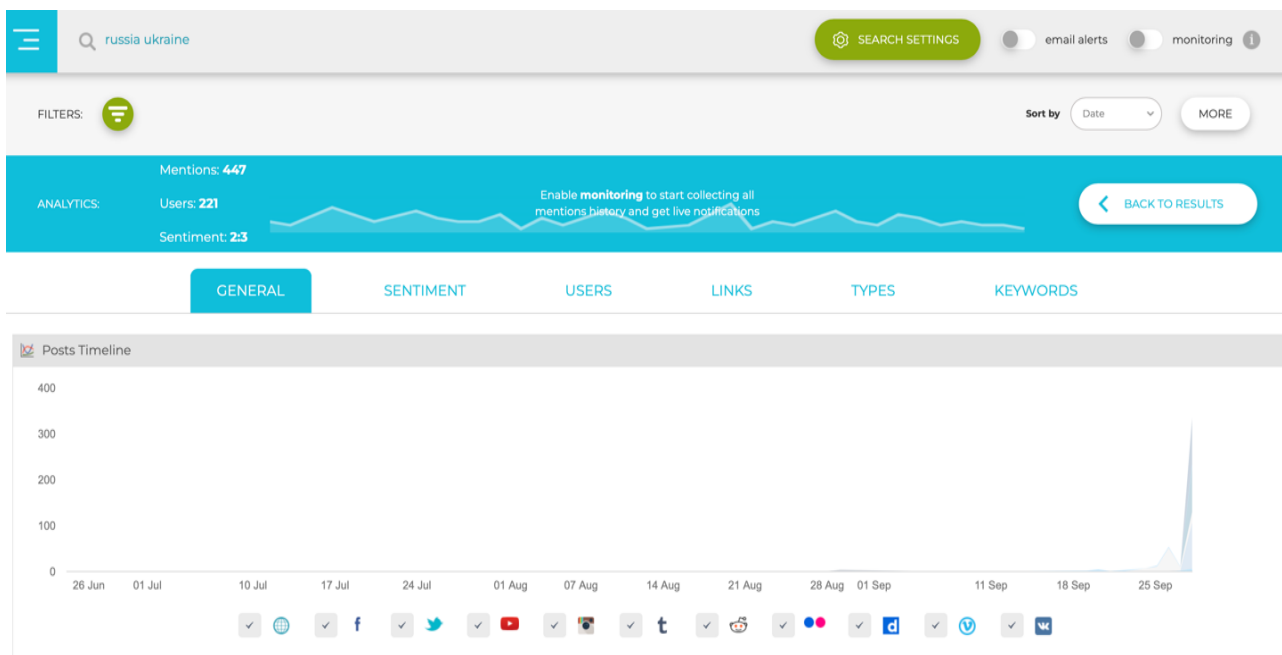 russia ukraine
SEARCH SETTINGS
email alerts
monitoring
i
FILTERS:
Sort by
Date
MORE
ANALYTICS:
Mentions: 447
Users: 221
Sentiment: 2:3
Enable monitoring to start collecting all
mentions history and get live notifications
BACK TO RESULTS
GENERAL
SENTIMENT
USERS
LINKS
TYPES
KEYWORDS
Posts Timeline
400
300
200
100
0
26 Jun 01 Jul 10 Jul 17 Jul 24 Jul 01 Aug 07 Aug 14 Aug 21 Aug 28 Aug 01 Sep 11 Sep 18 Sep 25 Sep